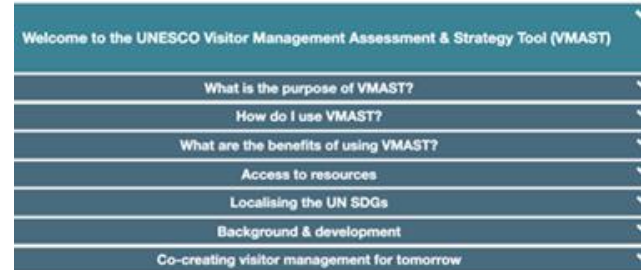 Welcome to the UNESCO Visitor Management Assessment & Strategy Tool (VMAST)
What is the purpose of VMAST?
How do I use VMAST?
What are the benefits of using VMAST?
Access to resources
Localising the UN SDGs
Background & development
Co-creating visitor management for tomorrow